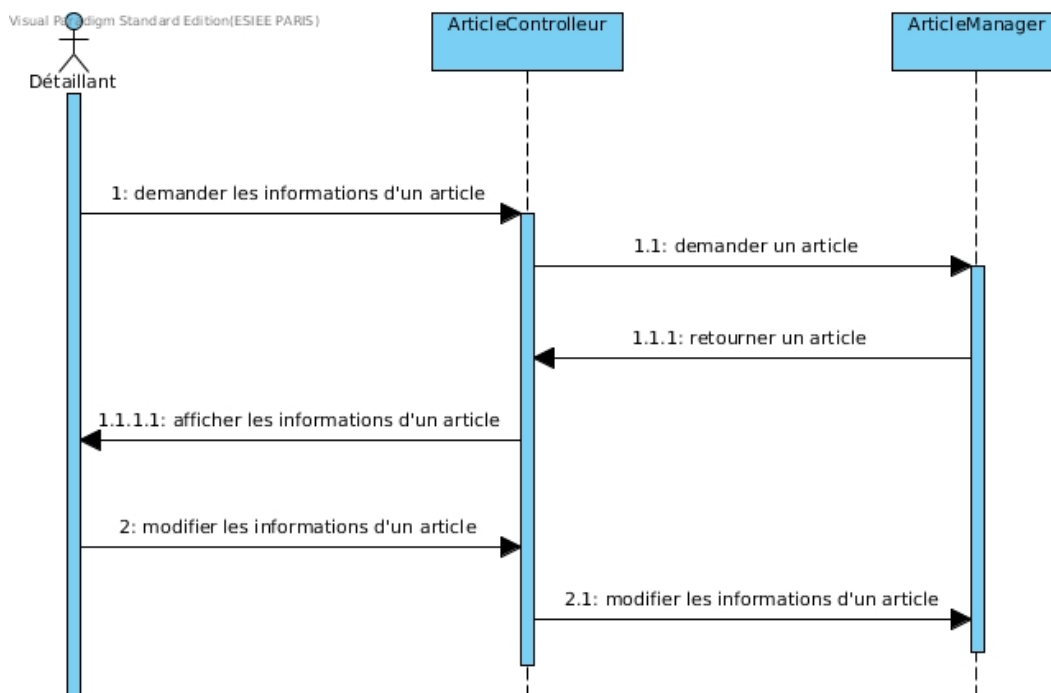 Visual Paradigm Standard Edition(ESIEE PARIS)
ArticleControlleur
ArticleManager
Détaillant
1: demander les informations d'un article
1.1: demander un article
1.1.1: retourner un article
1.1.1.1: afficher les informations d'un article
2: modifier les informations d'un article
2.1: modifier les informations d'un article